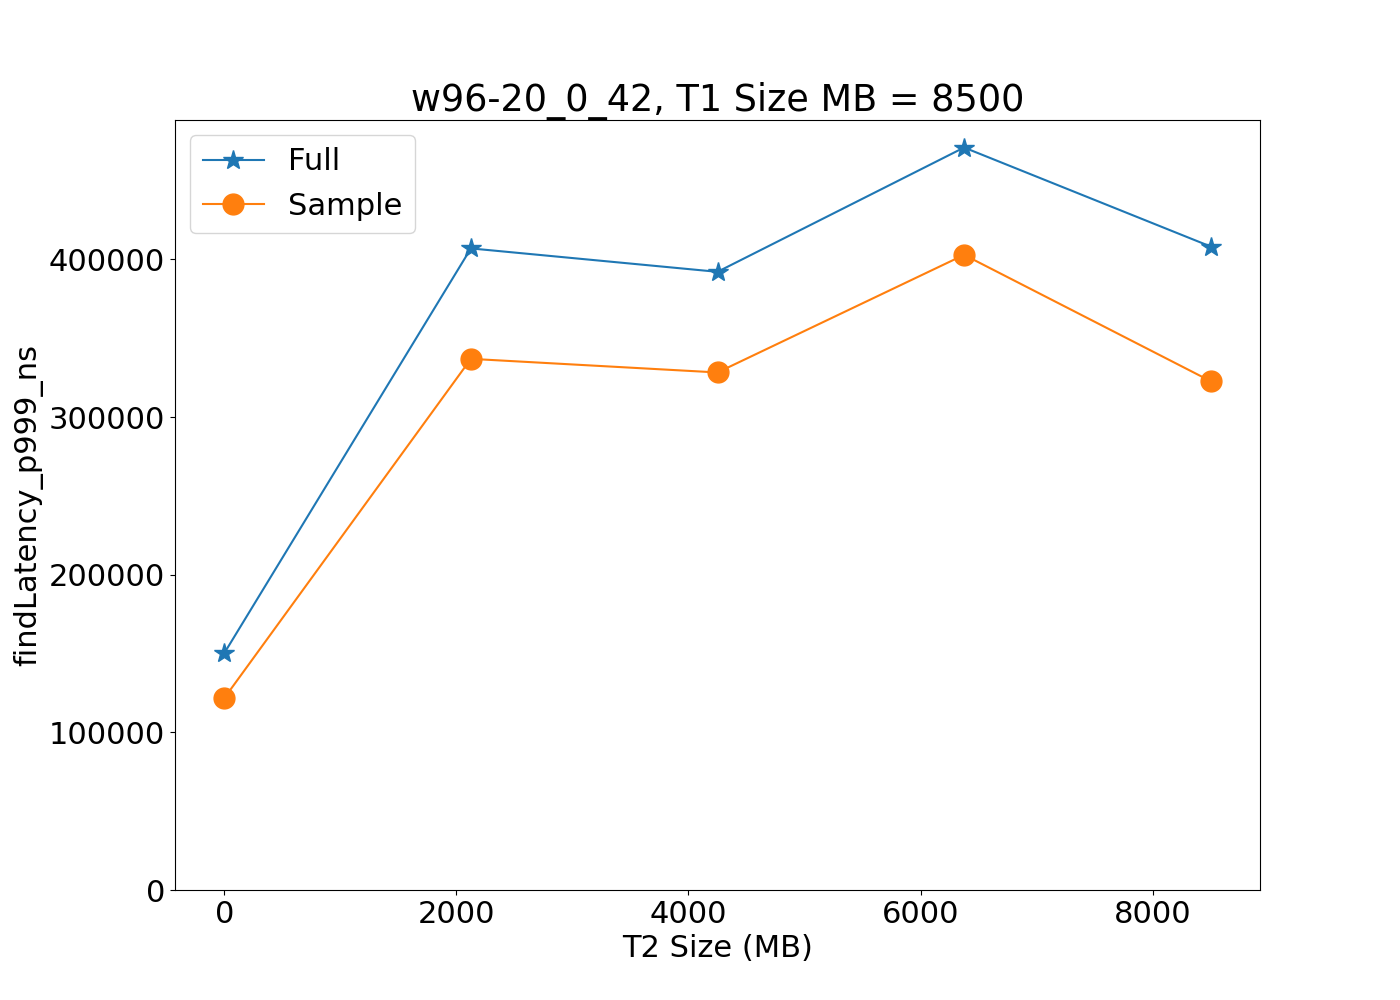 w96-20_0_42, T1 Size MB = 8500
Full
Sample
findLatency_p999_ns
400000
300000
200000
100000
0
0 2000 4000 6000 8000
T2 Size (MB)